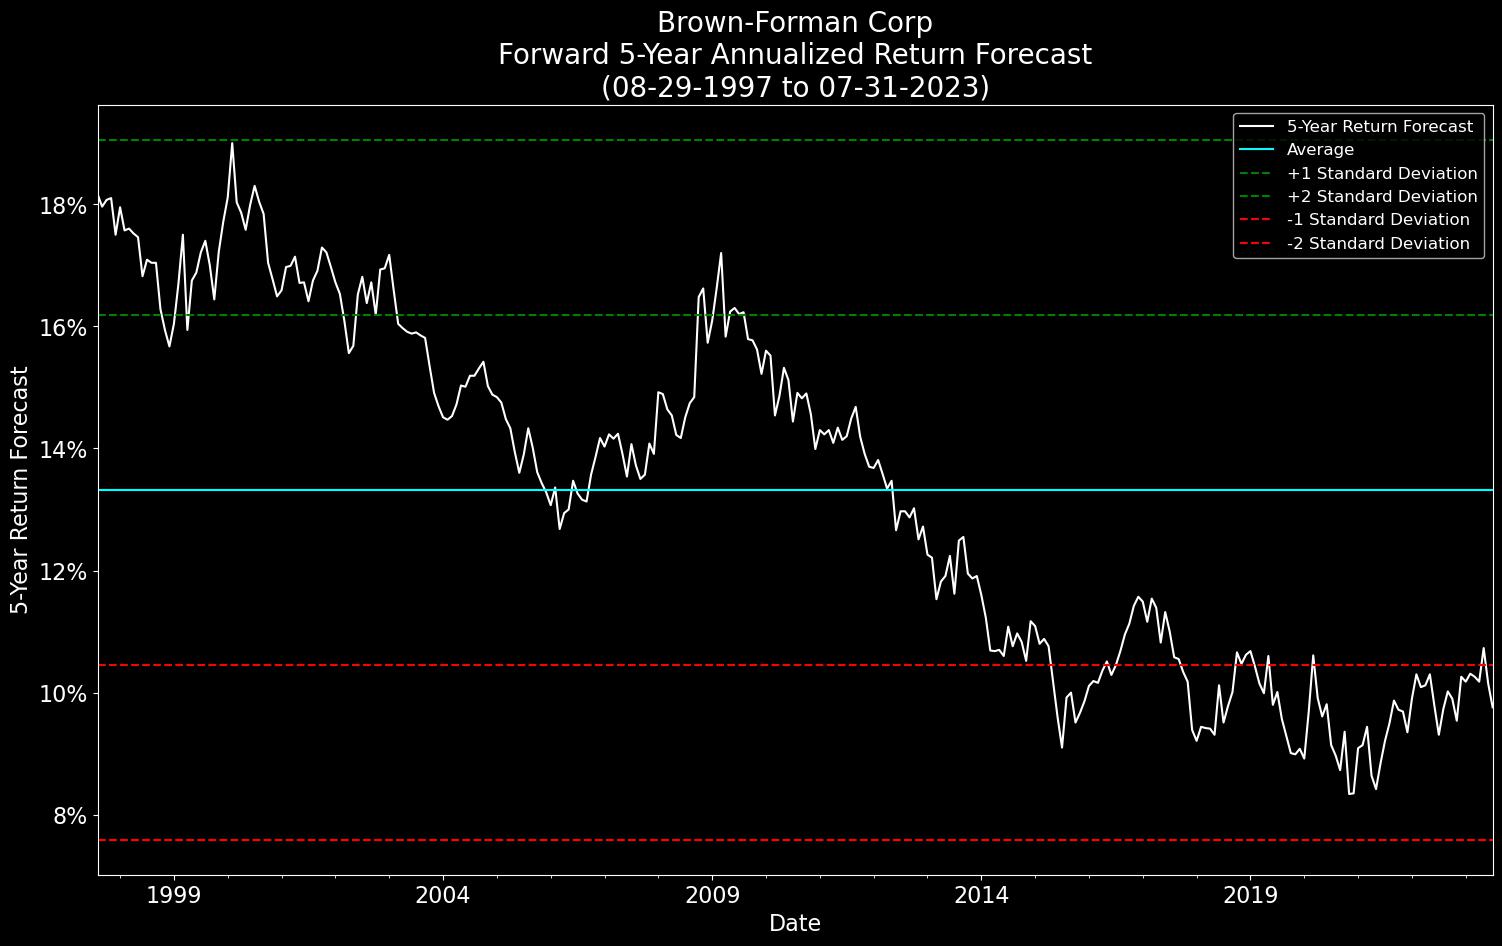 Brown-Forman Corp
Forward 5-Year Annualized Return Forecast
(08-29-1997 to 07-31-2023)
5-Year Return Forecast
Average
+1 Standard Deviation
+2 Standard Deviation
-1 Standard Deviation
-2 Standard Deviation
18%
16%
14%
12%
10%
8%
5-Year Return Forecast
1999
2004
2009
2014
2019
Date